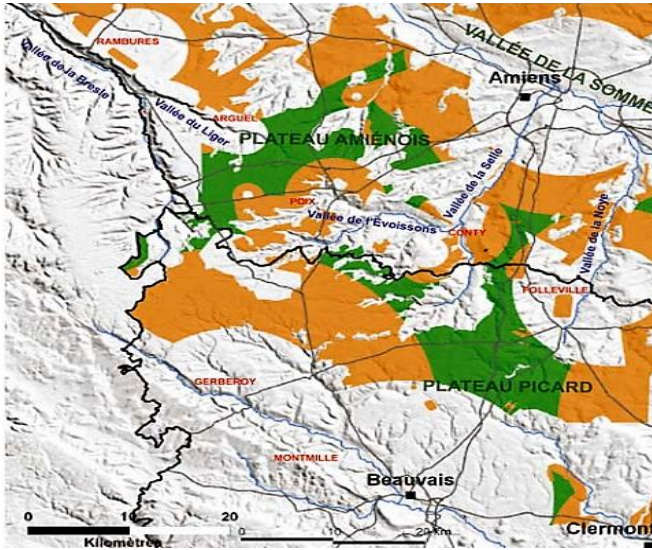 RAMBURES
VALLÉE DE LA SOMME
Vallée de la Bresle
Amiens
Vallée du Liger
ARGUEL
PLATEAU AMIÉNOIS
Vallée de la Selle
POIX
Vallée de l'Évoissons
CONTY
Vallée de la Noye
FOLLEVILLE
GERBEROY
PLATEAU PICARD
MONTMILLE
Beauvais
0 10 20
Kilomètres
0 10 20 km
Clermont